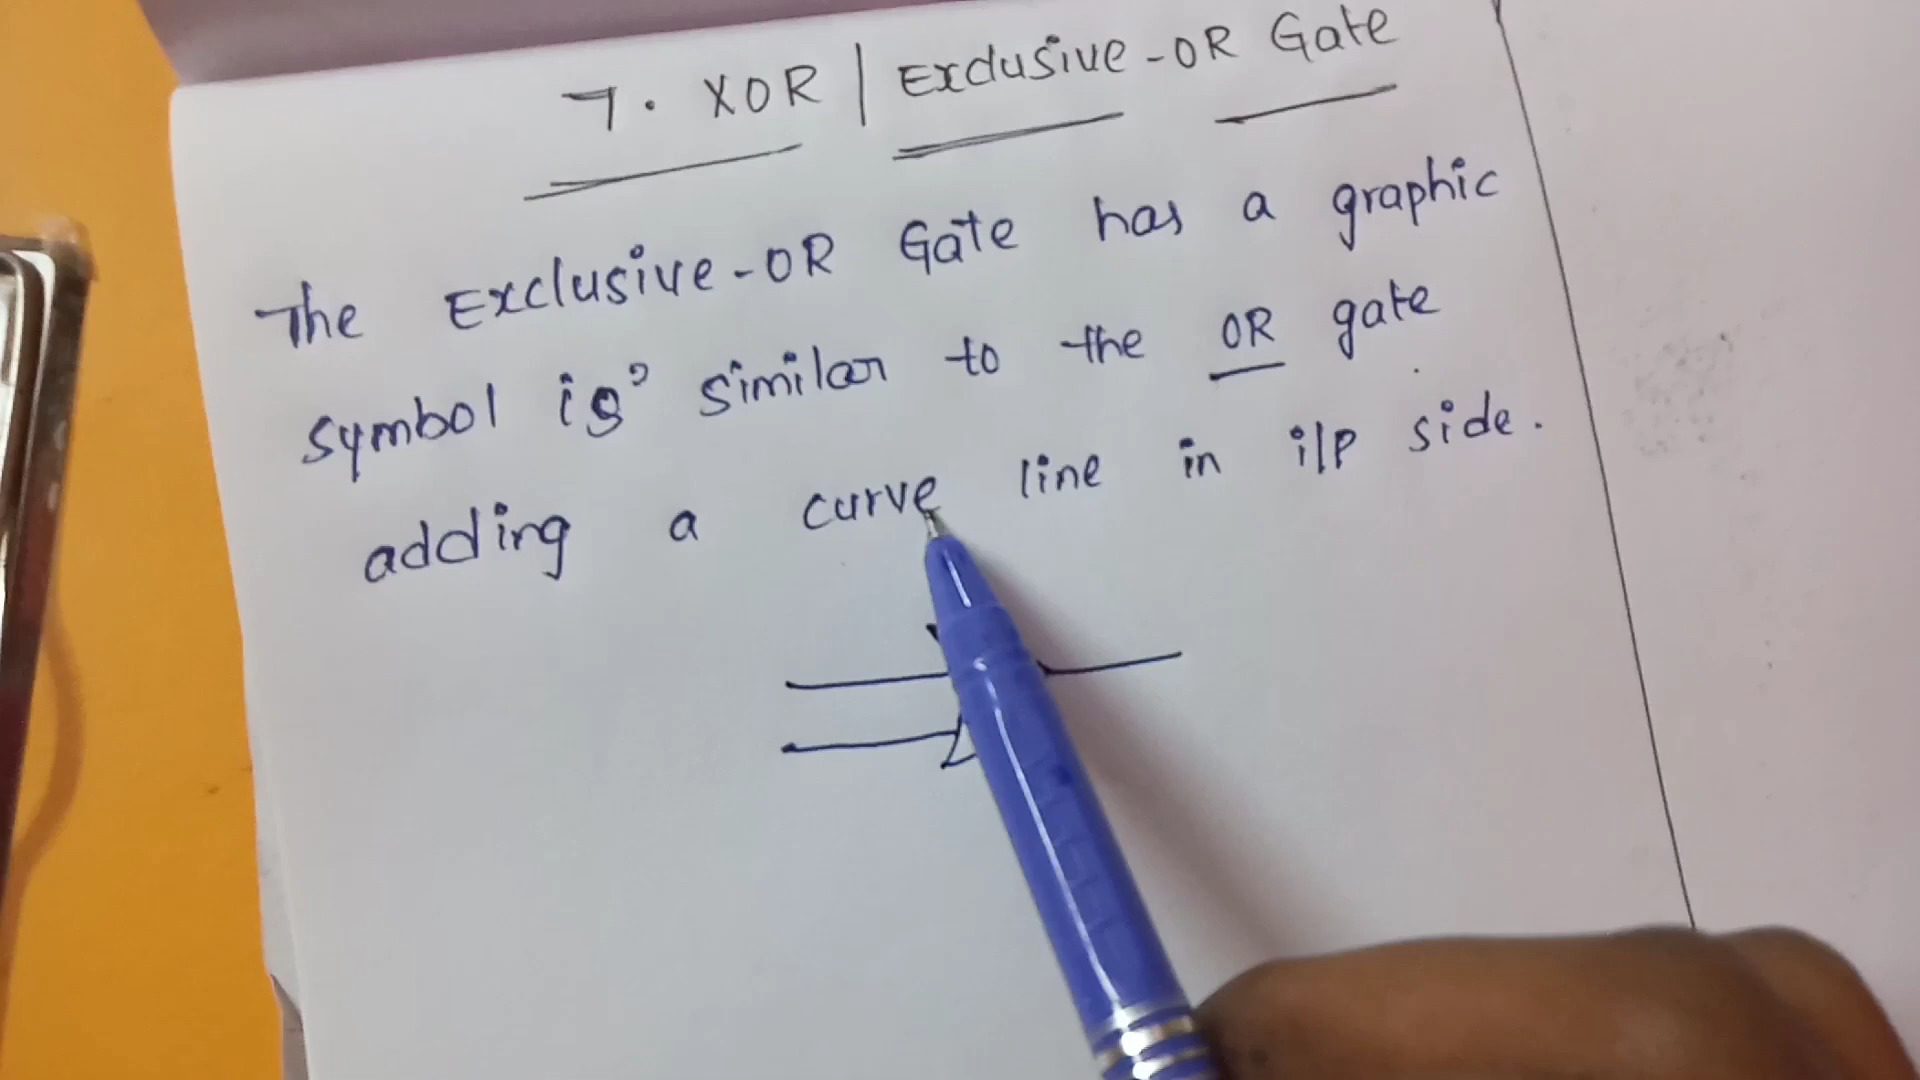 7. XOR | Exclusive-OR Gate
The Exclusive-OR Gate has a graphic
symbol is similar to the OR gate
adding a curve line in i/p side.